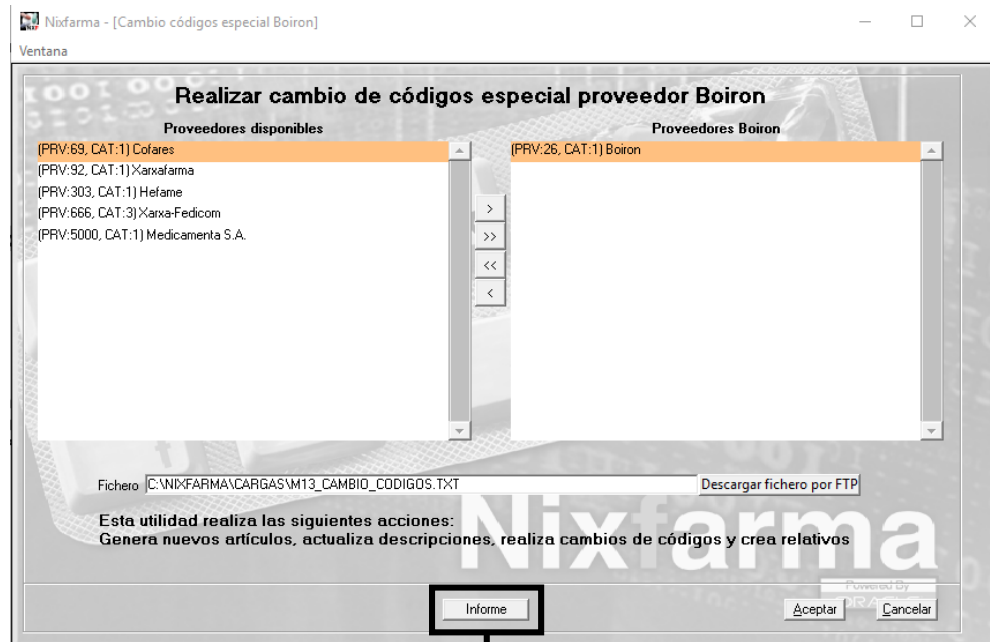 Nixfarma - [Cambio códigos especial Boiron]
Ventana
Realizar cambio de códigos especial proveedor Boiron
Proveedores disponibles
Proveedores Boiron
(PRV:69, CAT:1) Cofares
(PRV:92, CAT:1) Xarxafarma
(PRV:303, CAT:1) Hefame
(PRV:666, CAT:3) Xarxa-Fedicom
(PRV:5000, CAT:1) Medicamenta S.A.
(PRV:26, CAT:1) Boiron
>
>>
<<
<
Fichero C:\NIXFARMA\CARGAS\M13_CAMBIO_CODIGOS.TXT Descargar fichero por FTP
Esta utilidad realiza las siguientes acciones:
Genera nuevos artículos, actualiza descripciones, realiza cambios de códigos y crea relativos
Nixfarma
Powered By
Informe Aceptar Cancelar